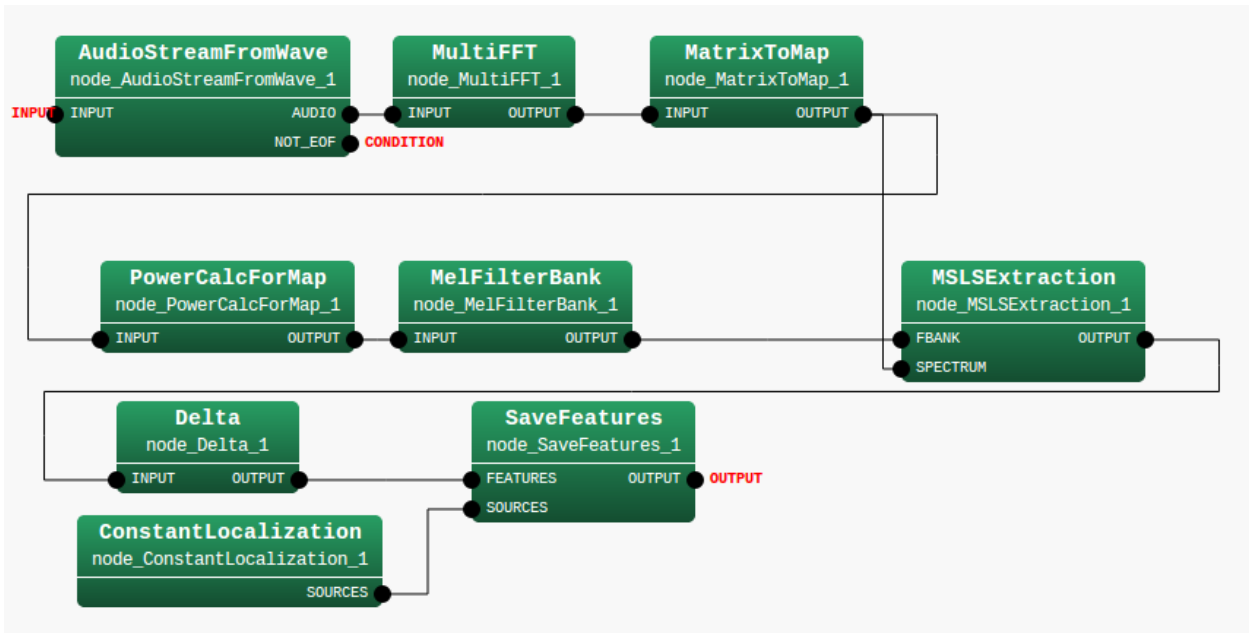 AudioStreamFromWave
node_AudioStreamFromWave_1
INPUT INPUT AUDIO
NOT_EOF CONDITION
MultiFFT
node_MultiFFT_1
INPUT OUTPUT
MatrixToMap
node_MatrixToMap_1
INPUT OUTPUT
PowerCalcForMap
node_PowerCalcForMap_1
INPUT OUTPUT
MelFilterBank
node_MelFilterBank_1
INPUT OUTPUT
MSLSExtraction
node_MSLSExtraction_1
FBANK OUTPUT
SPECTRUM
Delta
node_Delta_1
INPUT OUTPUT
SaveFeatures
node_SaveFeatures_1
FEATURES OUTPUT OUTPUT
SOURCES
ConstantLocalization
node_ConstantLocalization_1
SOURCES